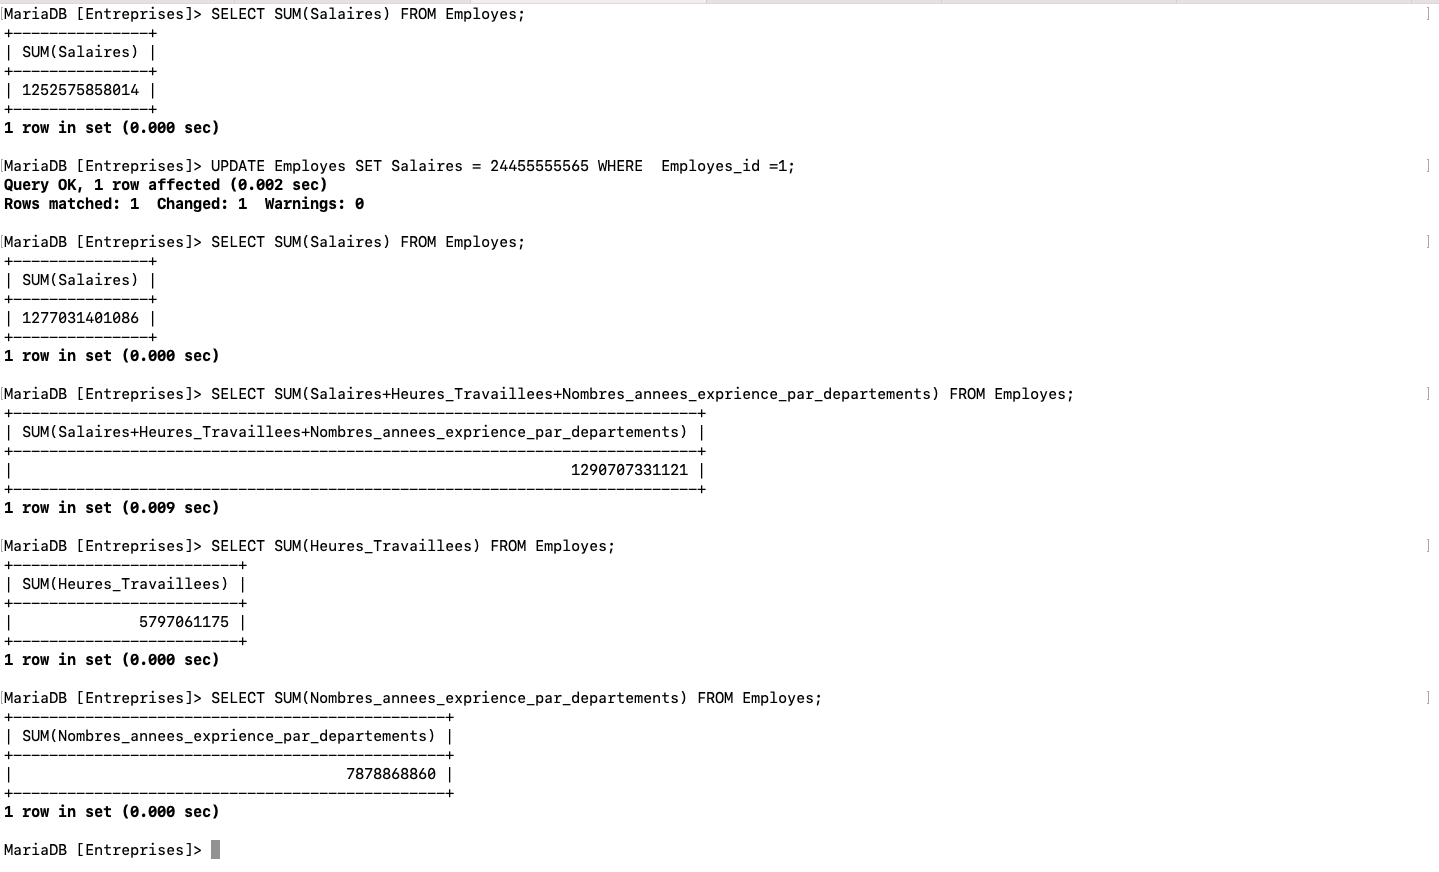 MariaDB [Entreprises]> SELECT SUM(Salaires) FROM Employes;
+---------------+
| SUM(Salaires) |
+---------------+
| 1252575858014 |
+---------------+
1 row in set (0.000 sec)
MariaDB [Entreprises]> UPDATE Employes SET Salaires = 24455555565 WHERE  Employes_id =1;
Query OK, 1 row affected (0.002 sec)
Rows matched: 1  Changed: 1  Warnings: 0
MariaDB [Entreprises]> SELECT SUM(Salaires) FROM Employes;
+---------------+
| SUM(Salaires) |
+---------------+
| 1277031401086 |
+---------------+
1 row in set (0.000 sec)
MariaDB [Entreprises]> SELECT SUM(Salaires+Heures_Travaillees+Nombres_annees_exprience_par_departements) FROM Employes;
+---------------------------------------------------------------------------+
| SUM(Salaires+Heures_Travaillees+Nombres_annees_exprience_par_departements) |
+---------------------------------------------------------------------------+
|                                                              1290707331121 |
+---------------------------------------------------------------------------+
1 row in set (0.009 sec)
MariaDB [Entreprises]> SELECT SUM(Heures_Travaillees) FROM Employes;
+-------------------------+
| SUM(Heures_Travaillees) |
+-------------------------+
|              5797061175 |
+-------------------------+
1 row in set (0.000 sec)
MariaDB [Entreprises]> SELECT SUM(Nombres_annees_exprience_par_departements) FROM Employes;
+------------------------------------------------+
| SUM(Nombres_annees_exprience_par_departements) |
+------------------------------------------------+
|                                     7878868860 |
+------------------------------------------------+
1 row in set (0.000 sec)
MariaDB [Entreprises]>